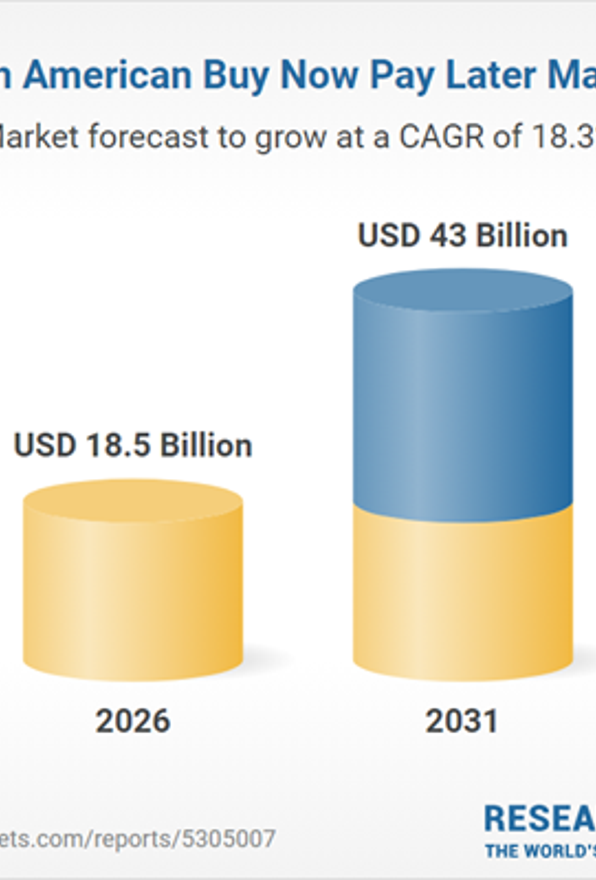 n American Buy Now Pay Later Ma
Market forecast to grow at a CAGR of 18.3
USD 43 Billion
USD 18.5 Billion
2026
2031
ets.com/reports/5305007
RESEA
THE WORLD'S